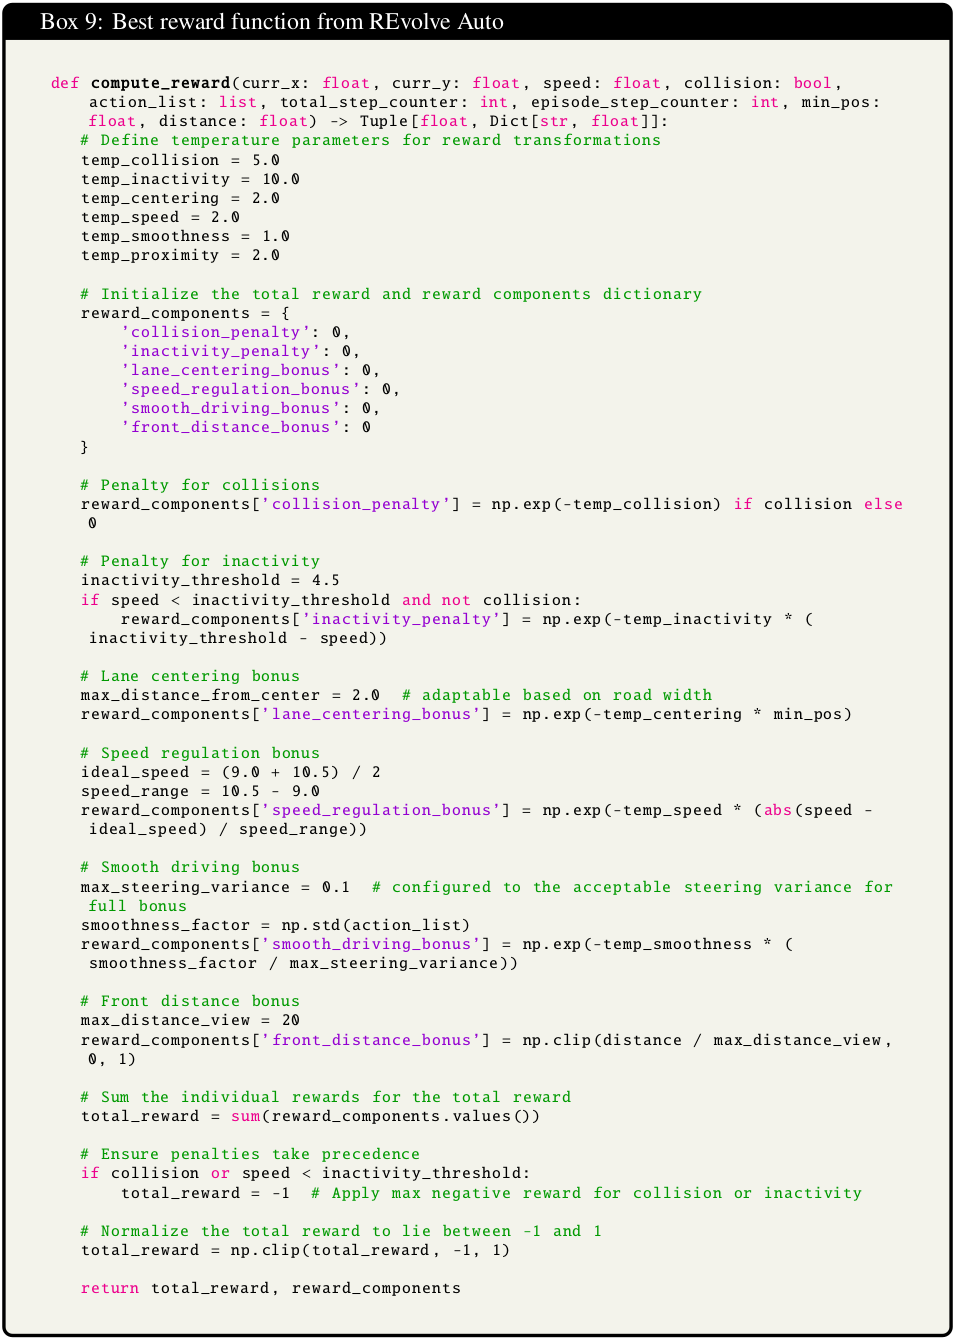 Box 9: Best reward function from REvolve Auto
def compute_reward(curr_x: float, curr_y: float, speed: float, collision: bool,
action_list: list, total_step_counter: int, episode_step_counter: int, min_pos:
float, distance: float) -> Tuple[float, Dict[str, float]]:
# Define temperature parameters for reward transformations
temp_collision = 5.0
temp_inactivity = 10.0
temp_centering = 2.0
temp_speed = 2.0
temp_smoothness = 1.0
temp_proximity = 2.0
# Initialize the total reward and reward components dictionary
reward_components = {
'collision_penalty': 0,
'inactivity_penalty': 0,
'lane_centering_bonus': 0,
'speed_regulation_bonus': 0,
'smooth_driving_bonus': 0,
'front_distance_bonus': 0
}
# Penalty for collisions
reward_components['collision_penalty'] = np.exp(-temp_collision) if collision else
0
# Penalty for inactivity
inactivity_threshold = 4.5
if speed < inactivity_threshold and not collision:
reward_components['inactivity_penalty'] = np.exp(-temp_inactivity * (
inactivity_threshold - speed))
# Lane centering bonus
max_distance_from_center = 2.0  # adaptable based on road width
reward_components['lane_centering_bonus'] = np.exp(-temp_centering * min_pos)
# Speed regulation bonus
ideal_speed = (9.0 + 10.5) / 2
speed_range = 10.5 - 9.0
reward_components['speed_regulation_bonus'] = np.exp(-temp_speed * (abs(speed -
ideal_speed) / speed_range))
# Smooth driving bonus
max_steering_variance = 0.1  # configured to the acceptable steering variance for
full bonus
smoothness_factor = np.std(action_list)
reward_components['smooth_driving_bonus'] = np.exp(-temp_smoothness * (
smoothness_factor / max_steering_variance))
# Front distance bonus
max_distance_view = 20
reward_components['front_distance_bonus'] = np.clip(distance / max_distance_view,
0, 1)
# Sum the individual rewards for the total reward
total_reward = sum(reward_components.values())
# Ensure penalties take precedence
if collision or speed < inactivity_threshold:
total_reward = -1  # Apply max negative reward for collision or inactivity
# Normalize the total reward to lie between -1 and 1
total_reward = np.clip(total_reward, -1, 1)
return total_reward, reward_components